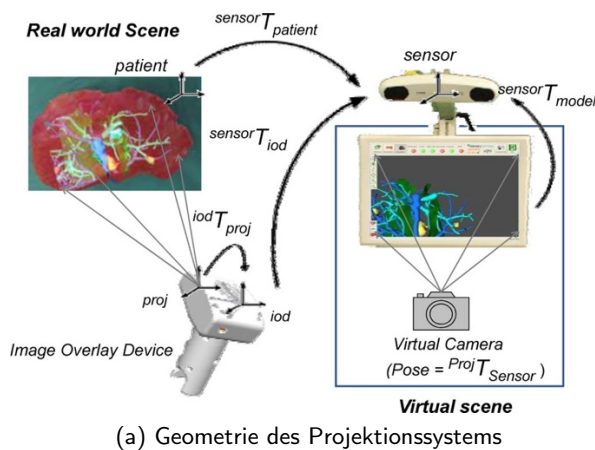 Real world Scene
sensorTpatient
patient
sensor
sensorTmodel
sensorTiod
iodTproj
proj
iod
Image Overlay Device
Virtual Camera
(Pose = ProjTSensor )
Virtual scene
(a) Geometrie des Projektionssystems